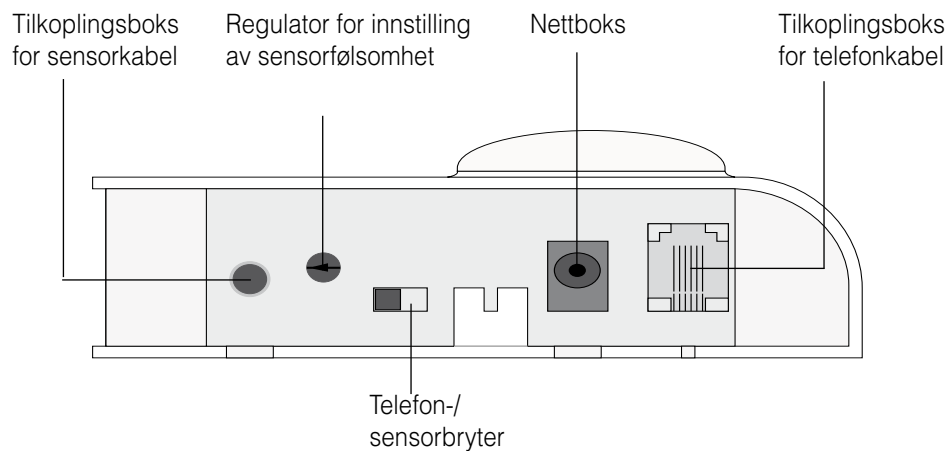 Tilkoplingsboks
for sensorkabel
Regulator for innstilling
av sensorfølsomhet
Nettboks
Tilkoplingsboks
for telefonkabel
Telefon-/
sensorbryter